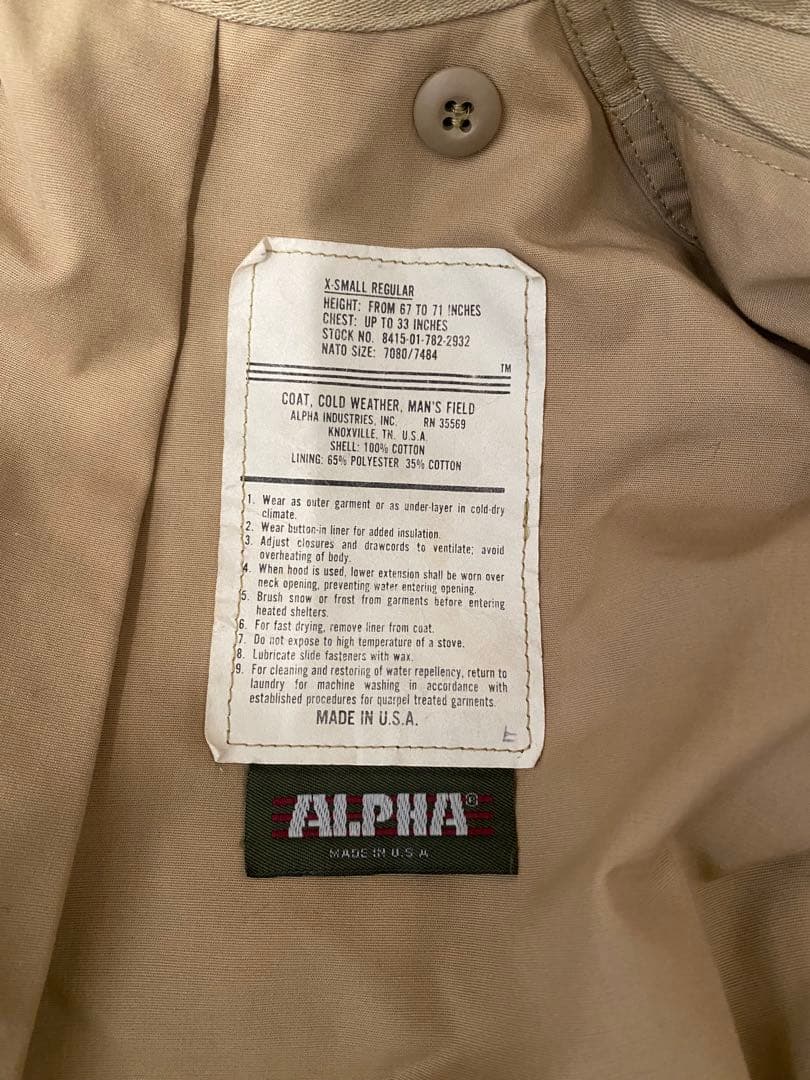 X-SMALL REGULAR
HEIGHT: FROM 67 TO 71 INCHES
CHEST: UP TO 33 INCHES
STOCK NO. 8415-01-782-2932
NATO SIZE: 7080/7484
TM
COAT, COLD WEATHER, MAN'S FIELD
ALPHA INDUSTRIES, INC. RN 35569
KNOXVILLE, TN. U.S.A.
SHELL: 100% COTTON
LINING: 65% POLYESTER 35% COTTON
1. Wear as outer garment or as under-layer in cold-dry
climate.
2. Wear button-in liner for added insulation.
3. Adjust closures and drawcords to ventilate; avoid
overheating of body.
4. When hood is used, lower extension shall be worn over
neck opening, preventing water entering opening.
5. Brush snow or frost from garments before entering
heated shelters.
6. For fast drying, remove liner from coat.
7. Do not expose to high temperature of a stove.
8. Lubricate slide fasteners with wax.
9. For cleaning and restoring of water repellency, return to
laundry for machine washing in accordance with
established procedures for quarpel treated garments.
MADE IN U.S.A.
ALPHA®
MADE IN U.S.A